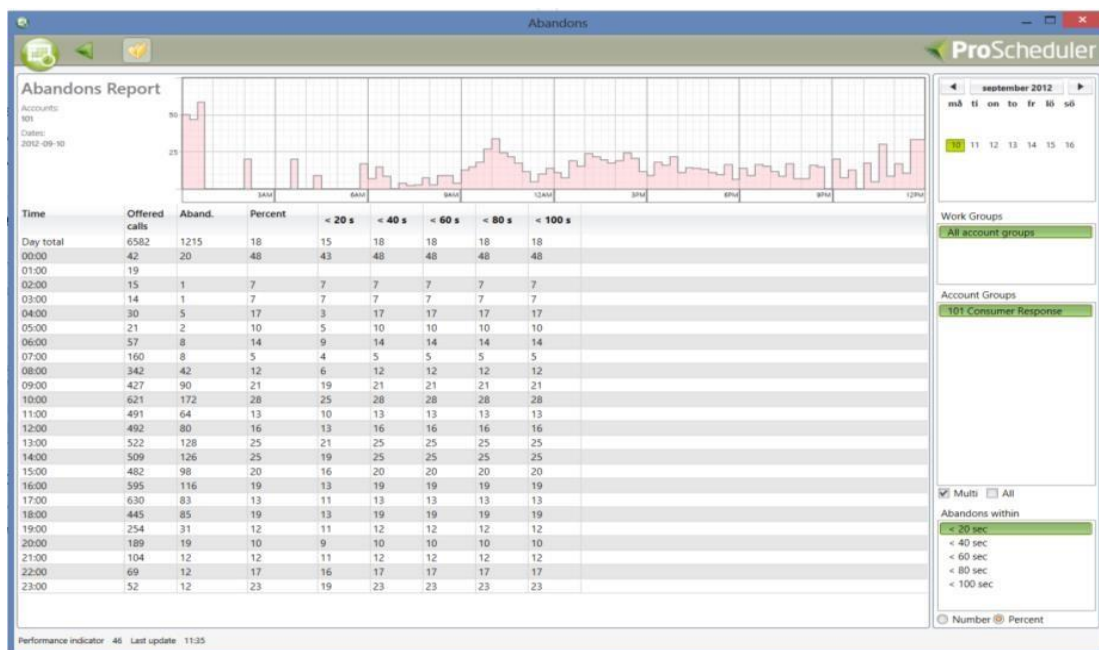 Abandons
ProScheduler
Abandons Report
Accounts:
101
Dates:
2012-09-10
50
25
3AM 6AM 9AM 12AM 3PM 6PM 9PM 12PM
Time Offered calls Aband. Percent < 20 s < 40 s < 60 s < 80 s < 100 s
Day total 6582 1215 18 15 18 18 18 18
00:00 42 20 48 43 48 48 48 48
01:00 19
02:00 15 1 7 7 7 7 7 7
03:00 14 1 7 7 7 7 7 7
04:00 30 5 17 3 17 17 17 17
05:00 21 2 10 5 10 10 10 10
06:00 57 8 14 9 14 14 14 14
07:00 160 8 5 4 5 5 5 5
08:00 342 42 12 6 12 12 12 12
09:00 427 90 21 19 21 21 21 21
10:00 621 172 28 25 28 28 28 28
11:00 491 64 13 10 13 13 13 13
12:00 492 80 16 13 16 16 16 16
13:00 522 128 25 21 25 25 25 25
14:00 509 126 25 19 25 25 25 25
15:00 482 98 20 16 20 20 20 20
16:00 595 116 19 13 19 19 19 19
17:00 630 83 13 11 13 13 13 13
18:00 445 85 19 13 19 19 19 19
19:00 254 31 12 11 12 12 12 12
20:00 189 19 10 9 10 10 10 10
21:00 104 12 12 11 12 12 12 12
22:00 69 12 17 16 17 17 17 17
23:00 52 12 23 19 23 23 23 23
september 2012
må ti on to fr lö sö
10 11 12 13 14 15 16
Work Groups
All account groups
Account Groups
101 Consumer Response
Multi All
Abandons within
< 20 sec
< 40 sec
< 60 sec
< 80 sec
< 100 sec
Number Percent
Performance indicator 46 Last update 11:35